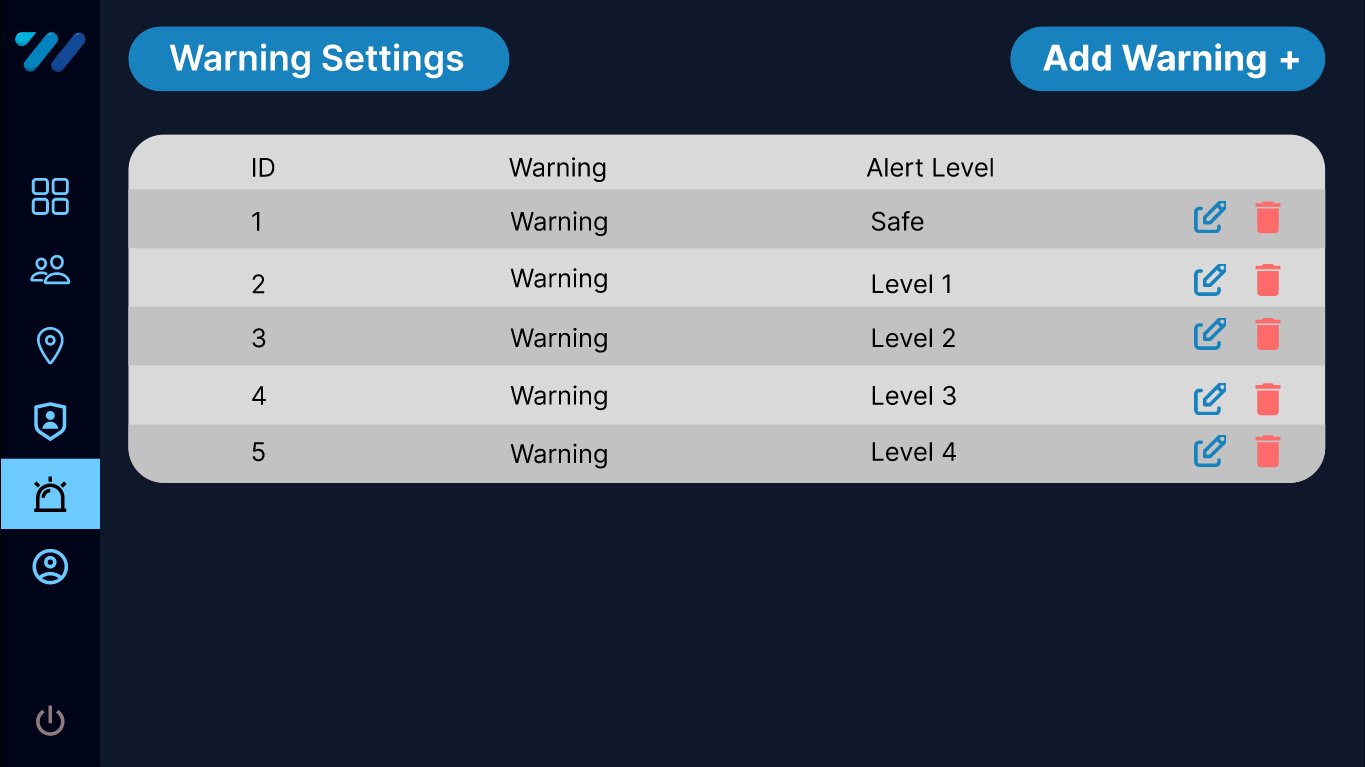 Warning Settings
Add Warning +
ID Warning Alert Level
1 Warning Safe
2 Warning Level 1
3 Warning Level 2
4 Warning Level 3
5 Warning Level 4